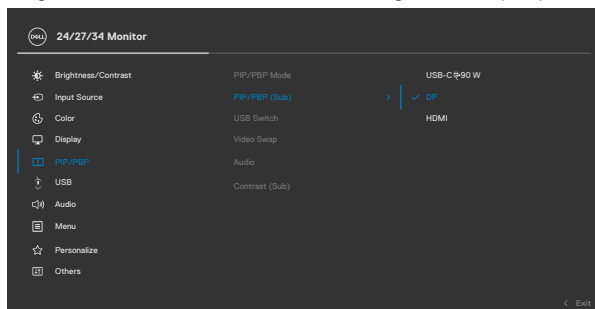 DELL 24/27/34 Monitor
Brightness/Contrast PIP/PBP Mode USB-C 90 W
Input Source PIP/PBP (Sub) > ✓ DP
Color USB Switch HDMI
Display Video Swap
PIP/PBP Audio
USB Contrast (Sub)
Audio
Menu
Personalize
Others
< Exit